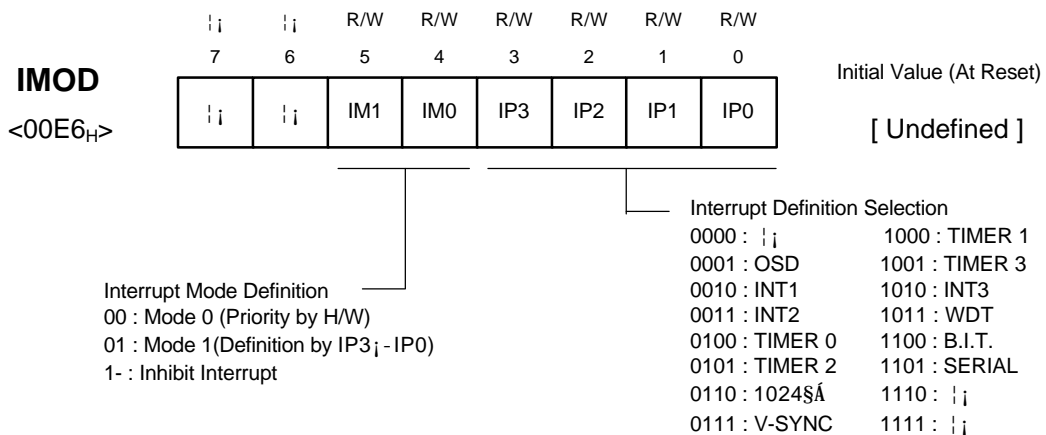 ¦¡ ¦¡ R/W R/W R/W R/W R/W R/W
7 6 5 4 3 2 1 0
IMOD
Initial Value (At Reset)
<00E6H>
¦¡ ¦¡ IM1 IM0 IP3 IP2 IP1 IP0
[ Undefined ]
Interrupt Mode Definition
00 : Mode 0 (Priority by H/W)
01 : Mode 1(Definition by IP3¡-IP0)
1- : Inhibit Interrupt
Interrupt Definition Selection
0000 : ¦¡ 1000 : TIMER 1
0001 : OSD 1001 : TIMER 3
0010 : INT1 1010 : INT3
0011 : INT2 1011 : WDT
0100 : TIMER 0 1100 : B.I.T.
0101 : TIMER 2 1101 : SERIAL
0110 : 1024§Á 1110 : ¦¡
0111 : V-SYNC 1111 : ¦¡